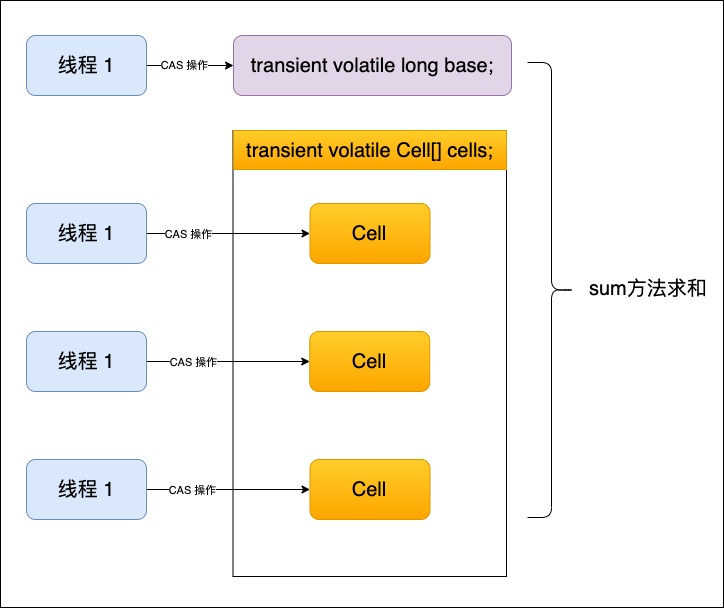 线程 1
CAS 操作
transient volatile long base;
transient volatile Cell[] cells;
线程 1
CAS 操作
Cell
sum方法求和
线程 1
CAS 操作
Cell
线程 1
CAS 操作
Cell